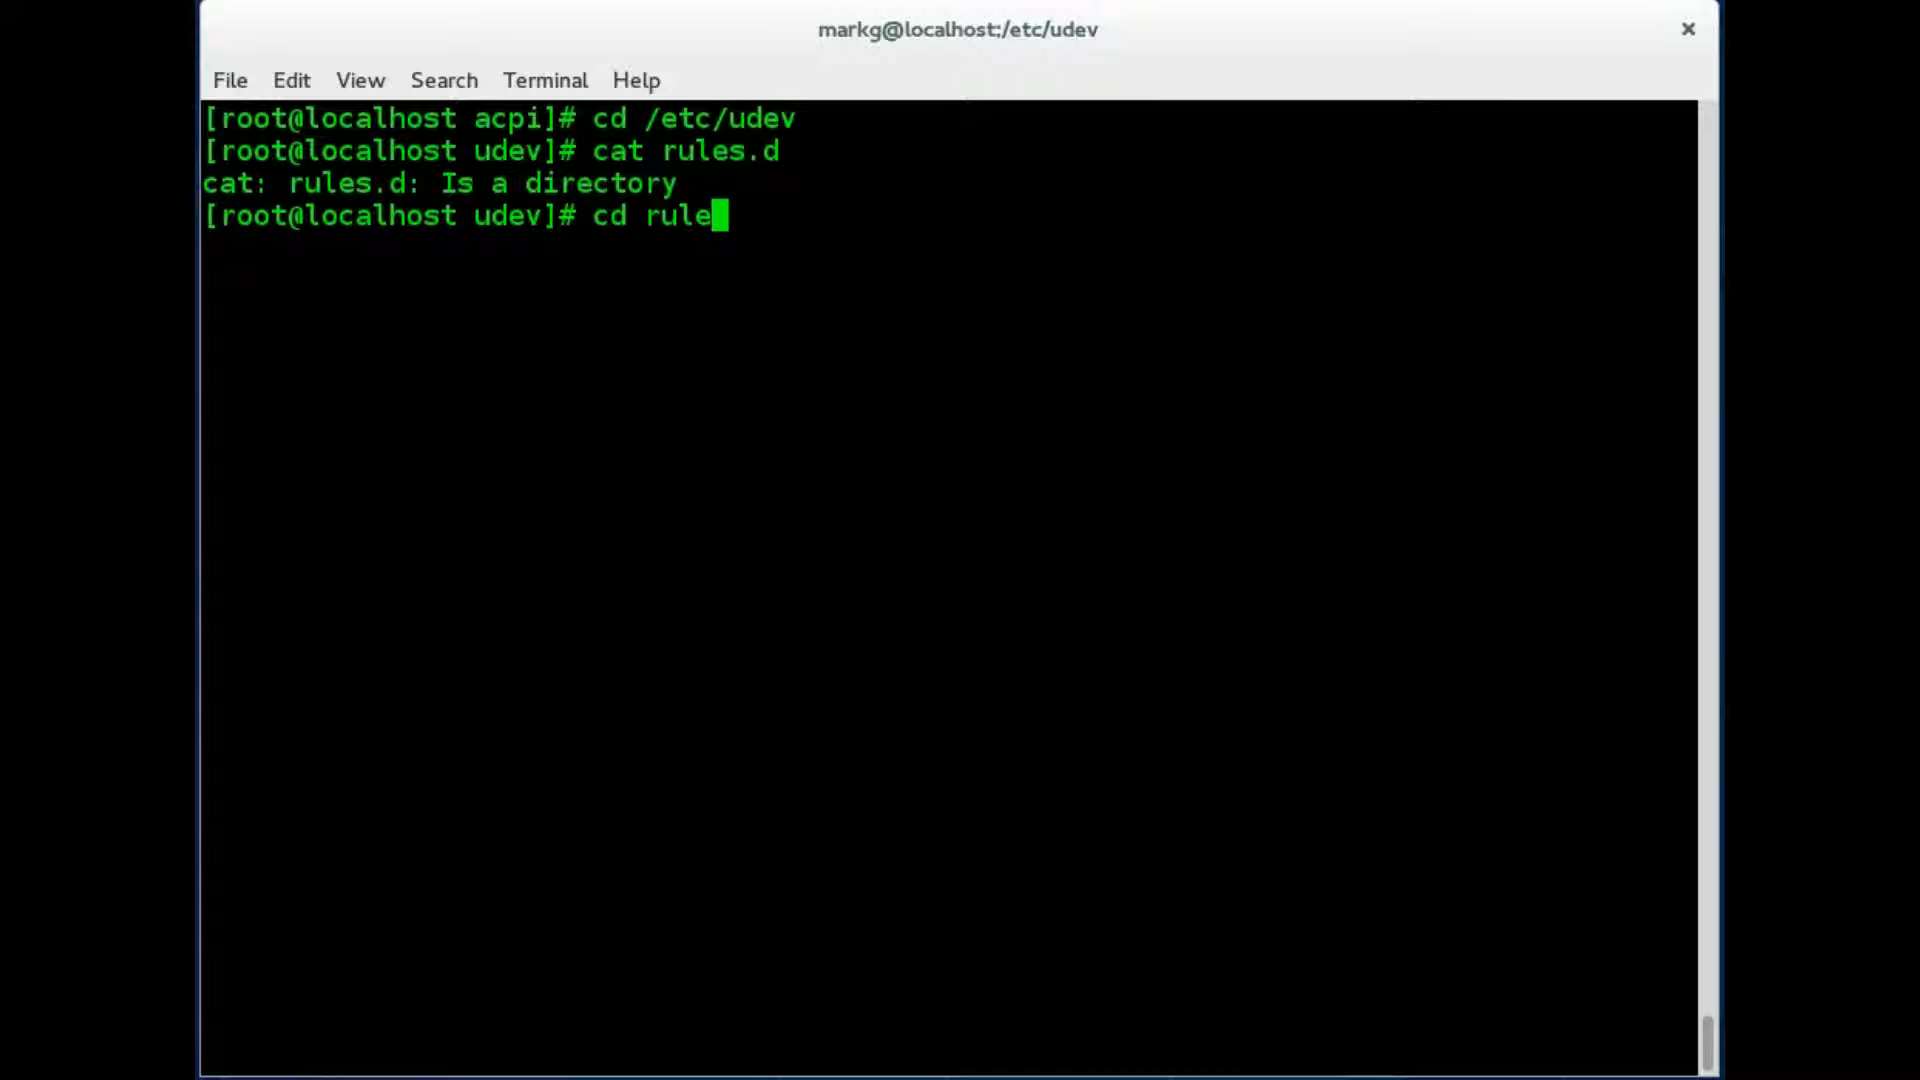 markg@localhost:/etc/udev
File Edit View Search Terminal Help
[root@localhost acpi]# cd /etc/udev
[root@localhost udev]# cat rules.d
cat: rules.d: Is a directory
[root@localhost udev]# cd rule